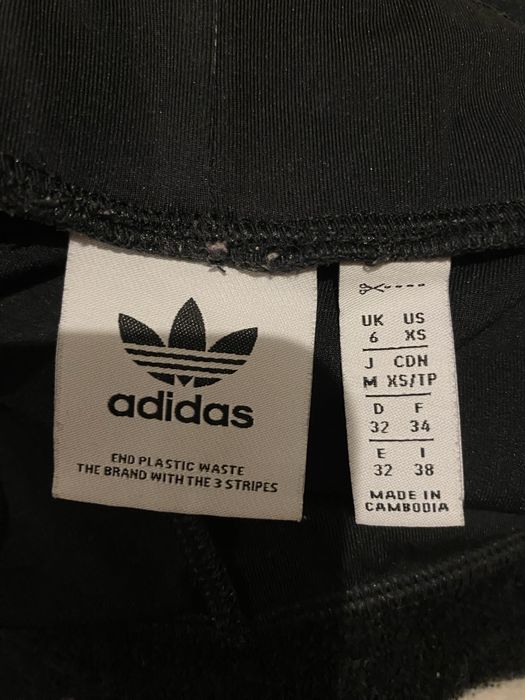 adidas
END PLASTIC WASTE
THE BRAND WITH THE 3 STRIPES
UK US
6 XS
J CDN
M XS/TP
D F
32 34
E I
32 38
MADE IN
CAMBODIA